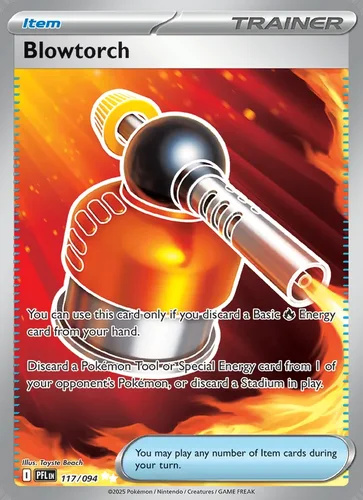 Item
TRAINER
Blowtorch
You can use this card only if you discard a Basic Energy
card from your hand.
Discard a Pokémon Tool or Special Energy card from 1 of
your opponent's Pokémon, or discard a Stadium in play.
Illus. Toyste Beach
PFL EN 117/094
You may play any number of Item cards during
your turn.
©2025 Pokémon / Nintendo / Creatures / GAME FREAK